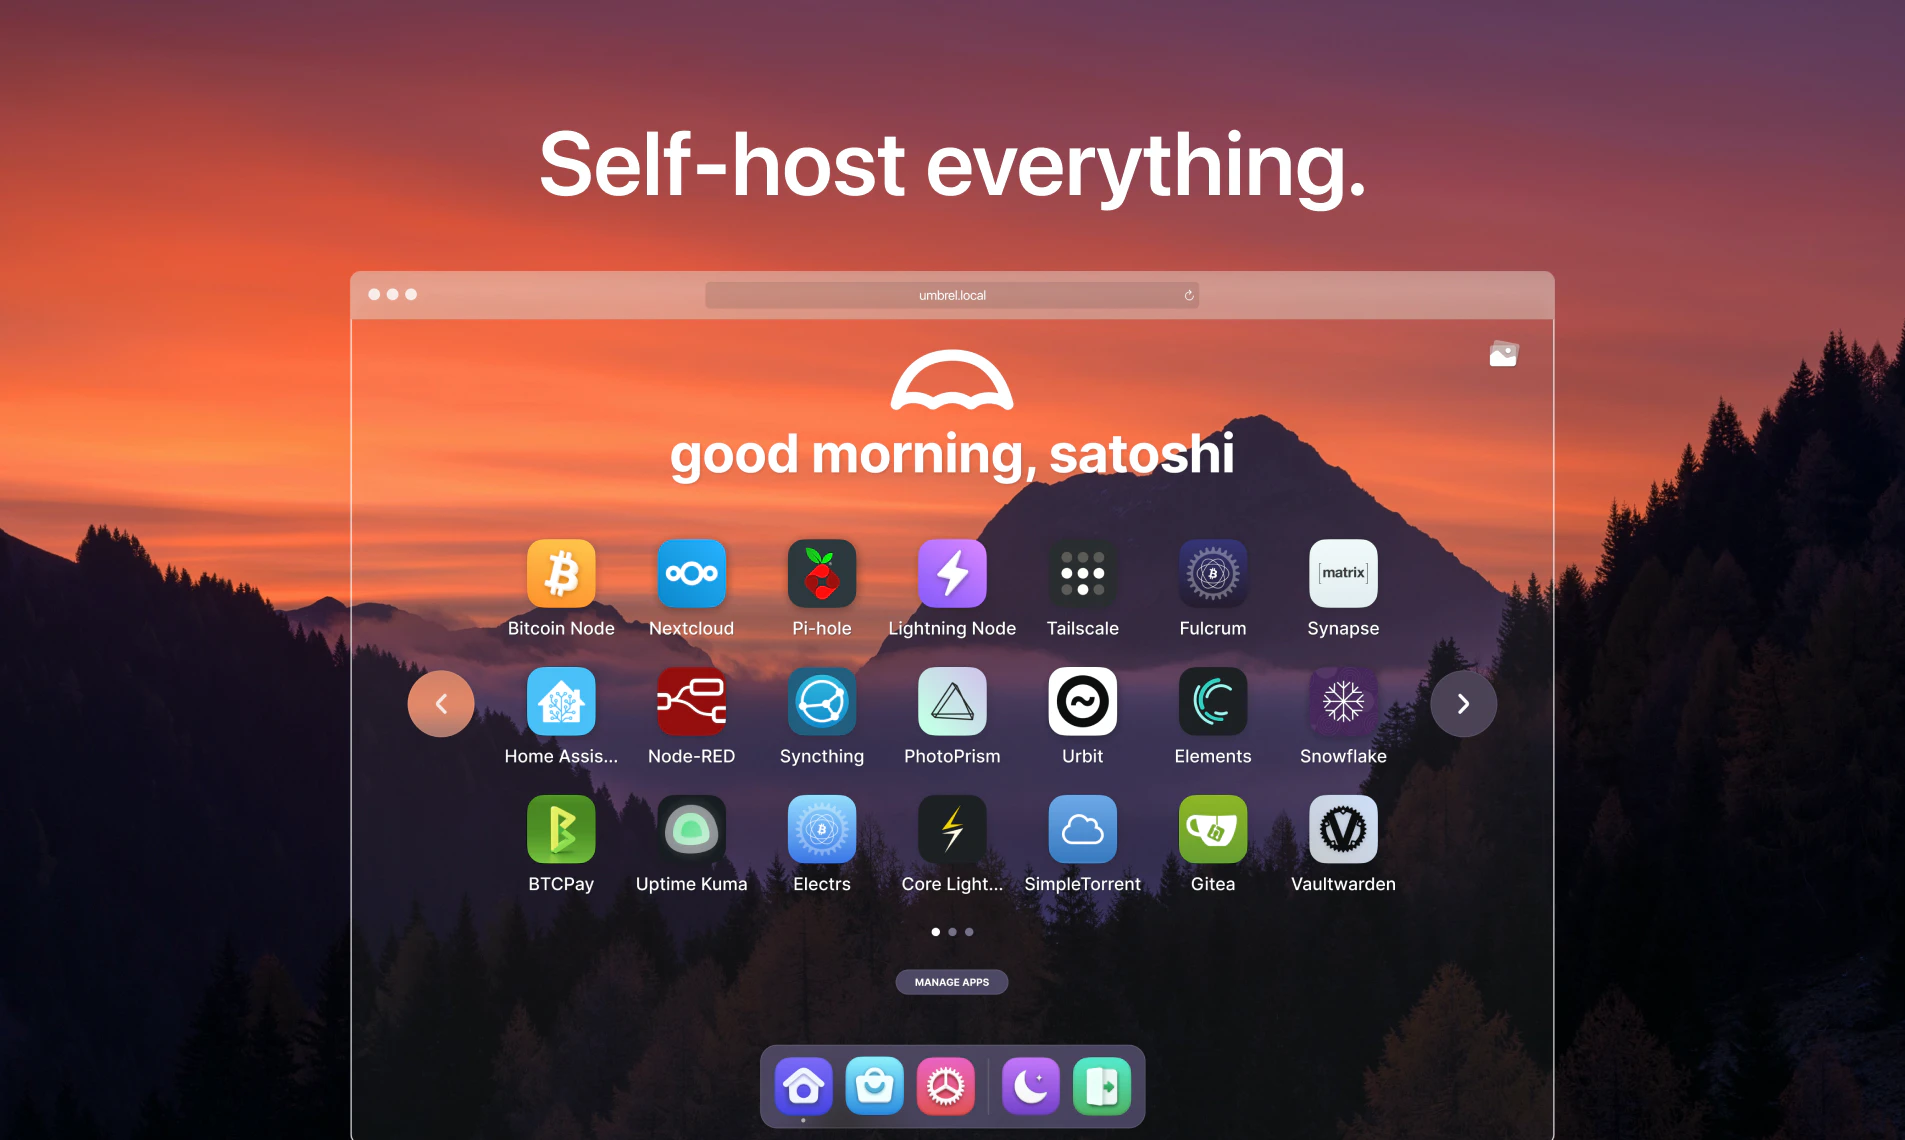 Self-host everything.
umbrel.local
good morning, satoshi
[matrix]
Bitcoin Node Nextcloud Pi-hole Lightning Node Tailscale Fulcrum Synapse
Home Assis... Node-RED Syncthing PhotoPrism Urbit Elements Snowflake
BTCPay Uptime Kuma Electrs Core Light... SimpleTorrent Gitea Vaultwarden
MANAGE APPS